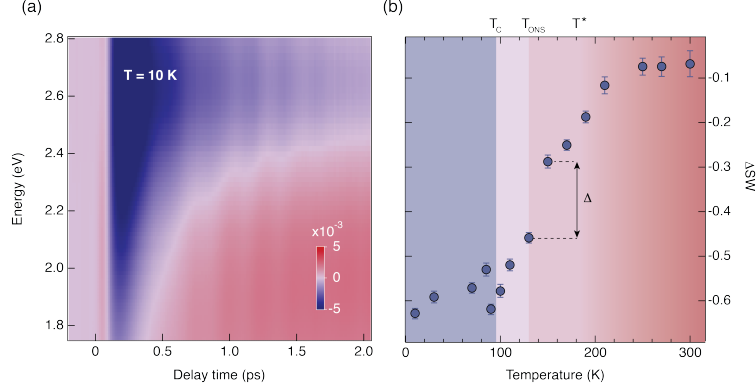 (a)
(b)
T_C T_ONS T*
2.8
2.6
2.4
2.2
2.0
1.8
Energy (eV)
T = 10 K
x10^-3
5
0
-5
0 0.5 1.0 1.5 2.0
Delay time (ps)
Δ
-0.1
-0.2
-0.3
-0.4
-0.5
-0.6
ΔSW
0 100 200 300
Temperature (K)